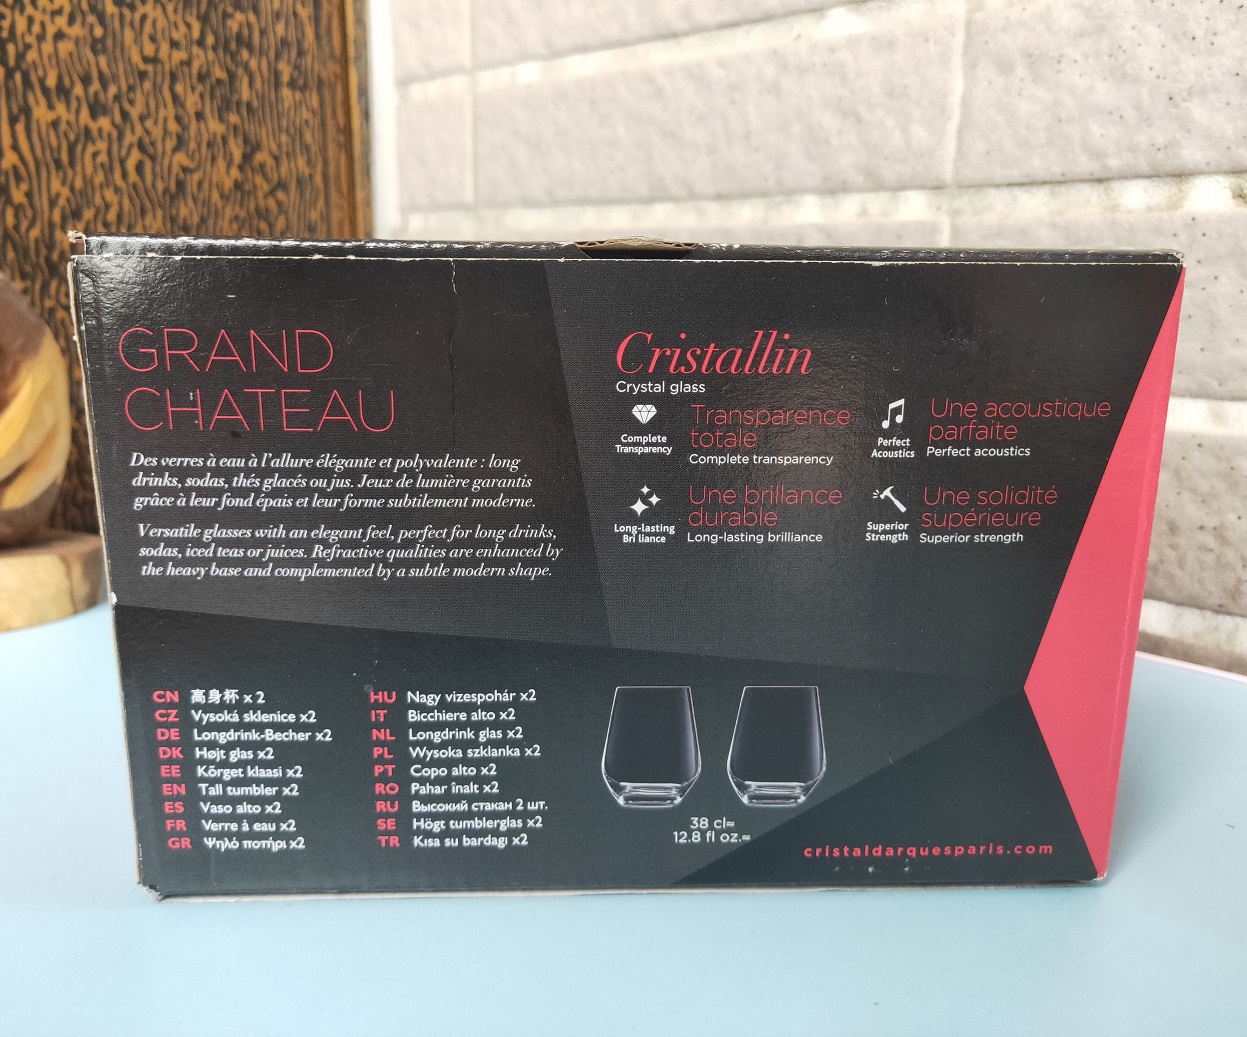 GRAND
CHATEAU
Des verres à eau à l'allure élégante et polyvalente : long
drinks, sodas, thés glacés ou jus. Jeux de lumière garantis
grâce à leur fond épais et leur forme subtilement moderne.
Versatile glasses with an elegant feel, perfect for long drinks,
sodas, iced teas or juices. Refractive qualities are enhanced by
the heavy base and complemented by a subtle modern shape.
Cristallin
Crystal glass
Complete
Transparency
Transparence
totale
Complete transparency
Perfect
Acoustics
Une acoustique
parfaite
Perfect acoustics
Long-lasting
Bri liance
Une brillance
durable
Long-lasting brilliance
Superior
Strength
Une solidité
supérieure
Superior strength
CN 高身杯 x 2
CZ Vysoká sklenice x2
DE Longdrink-Becher x2
DK Højt glas x2
EE Kõrget klaasi x2
EN Tall tumbler x2
ES Vaso alto x2
FR Verre à eau x2
GR Ψηλό ποτήρι x2
HU Nagy vizespohár x2
IT Bicchiere alto x2
NL Longdrink glas x2
PL Wysoka szklanka x2
PT Copo alto x2
RO Pahar înalt x2
RU Высокий стакан 2 шт.
SE Högt tumblerglas x2
TR Kısa su bardagı x2
38 cl≈
12.8 fl oz.≈
cristaldarquesparis.com